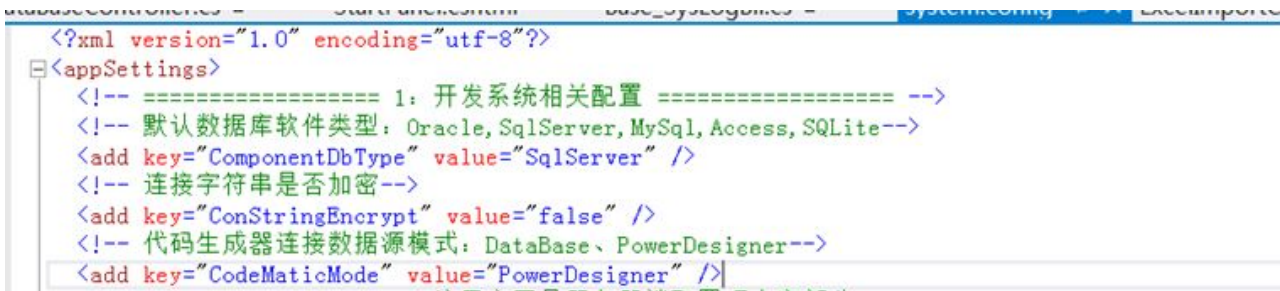 StartPanel.cshtml Base_SysLogBll.cs System.config
<?xml version="1.0" encoding="utf-8"?>
<appSettings>
<!-- ================== 1：开发系统相关配置 ================== -->
<!-- 默认数据库软件类型：Oracle,SqlServer,MySql,Access,SQLite-->
<add key="ComponentDbType" value="SqlServer" />
<!-- 连接字符串是否加密-->
<add key="ConStringEncrypt" value="false" />
<!-- 代码生成器连接数据源模式：DataBase、PowerDesigner-->
<add key="CodeMaticMode" value="PowerDesigner" />